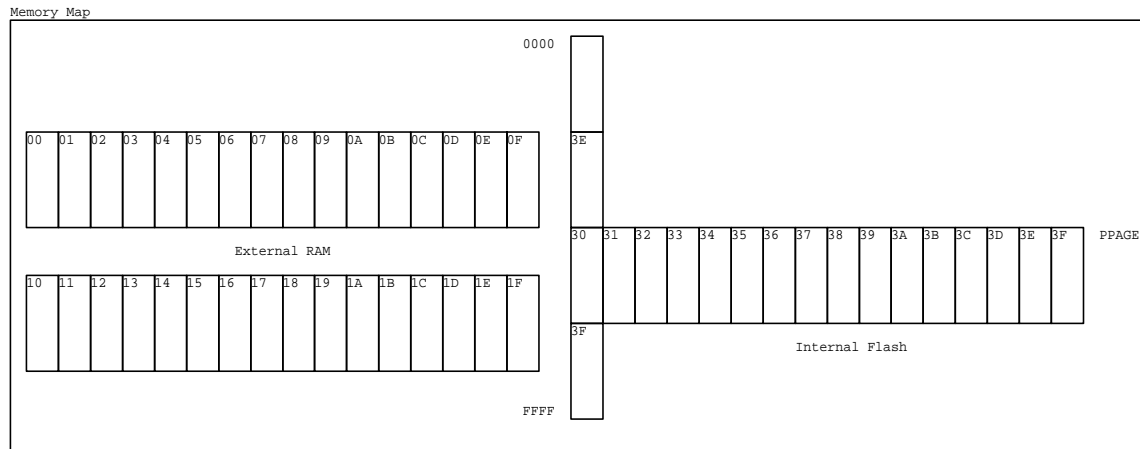 Memory Map
0000
00 01 02 03 04 05 06 07 08 09 0A 0B 0C 0D 0E 0F 3E
30 31 32 33 34 35 36 37 38 39 3A 3B 3C 3D 3E 3F PPAGE
External RAM
10 11 12 13 14 15 16 17 18 19 1A 1B 1C 1D 1E 1F
3F
Internal Flash
FFFF